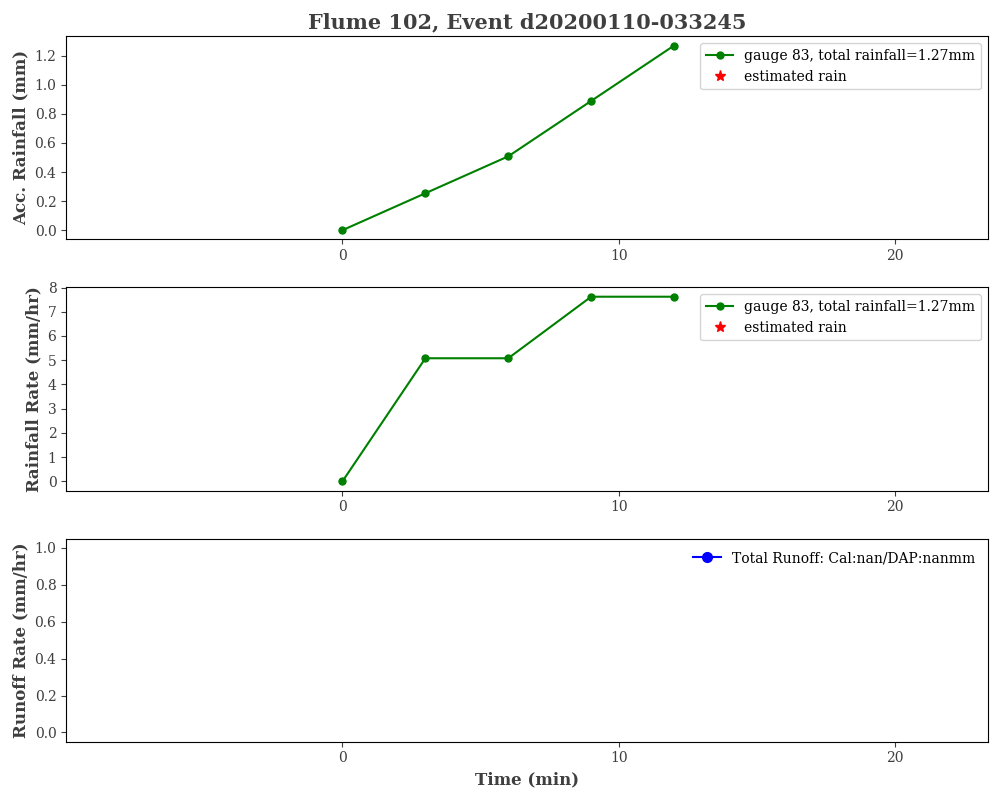 Flume 102, Event d20200110-033245
Acc. Rainfall (mm)
1.2
1.0
0.8
0.6
0.4
0.2
0.0
gauge 83, total rainfall=1.27mm
estimated rain
0 10 20
Rainfall Rate (mm/hr)
8
7
6
5
4
3
2
1
0
gauge 83, total rainfall=1.27mm
estimated rain
0 10 20
Runoff Rate (mm/hr)
1.0
0.8
0.6
0.4
0.2
0.0
Total Runoff: Cal:nan/DAP:nanmm
0 10 20
Time (min)